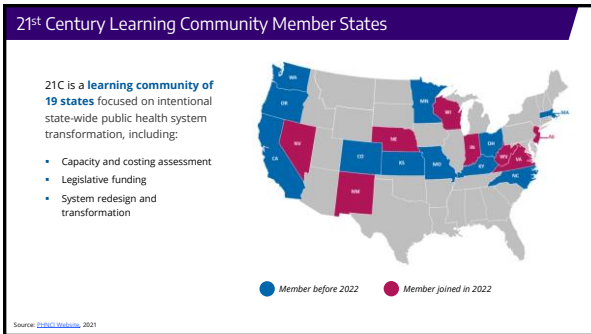 21st Century Learning Community Member States
21C is a learning community of
19 states focused on intentional
state-wide public health system
transformation, including:
▪ Capacity and costing assessment
▪ Legislative funding
▪ System redesign and
transformation
WA
OR
CA
NV
CO
NM
NE
KS
MN
WI
MO
IN
OH
KY
WV
VA
NC
NJ
MA
Member before 2022
Member joined in 2022
Source: PHNCI Website, 2021